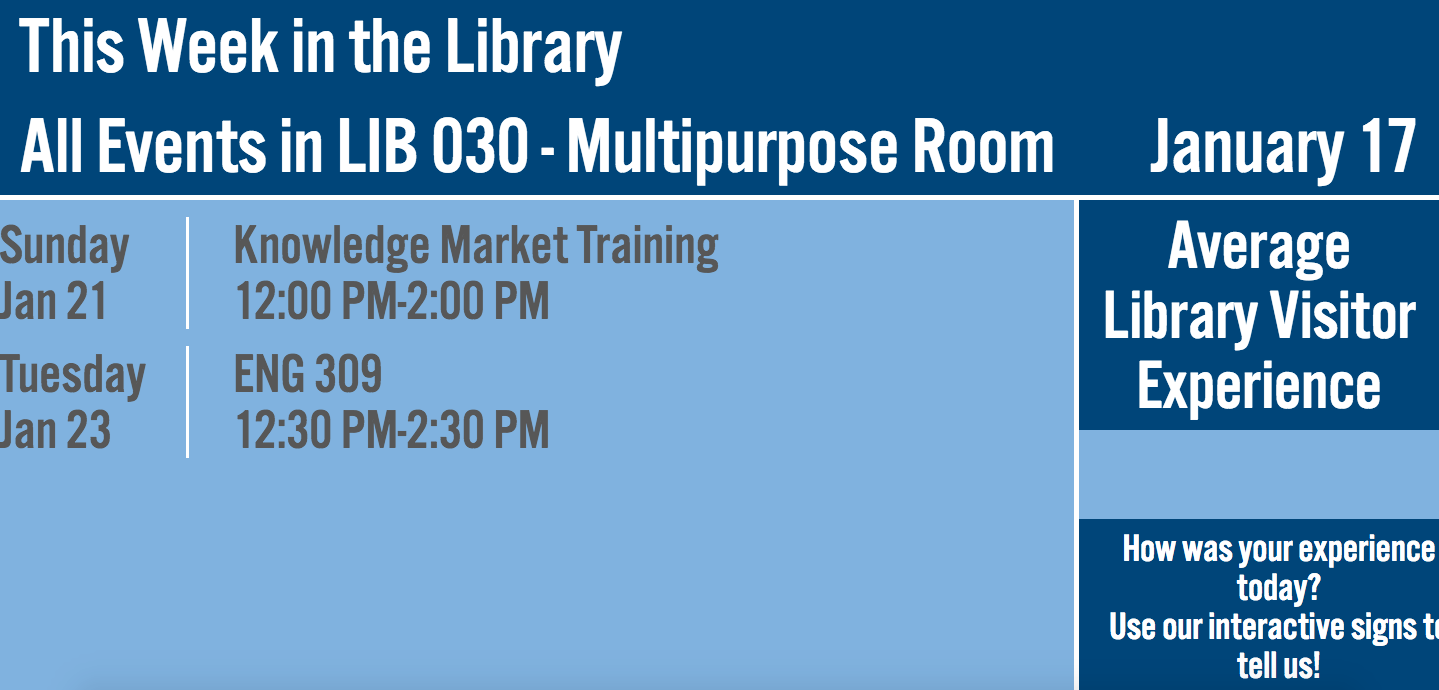 This Week in the Library
All Events in LIB 030 - Multipurpose Room January 17
Sunday Knowledge Market Training
Jan 21 12:00 PM-2:00 PM
Tuesday ENG 309
Jan 23 12:30 PM-2:30 PM
Average
Library Visitor
Experience
How was your experience
today?
Use our interactive signs to
tell us!